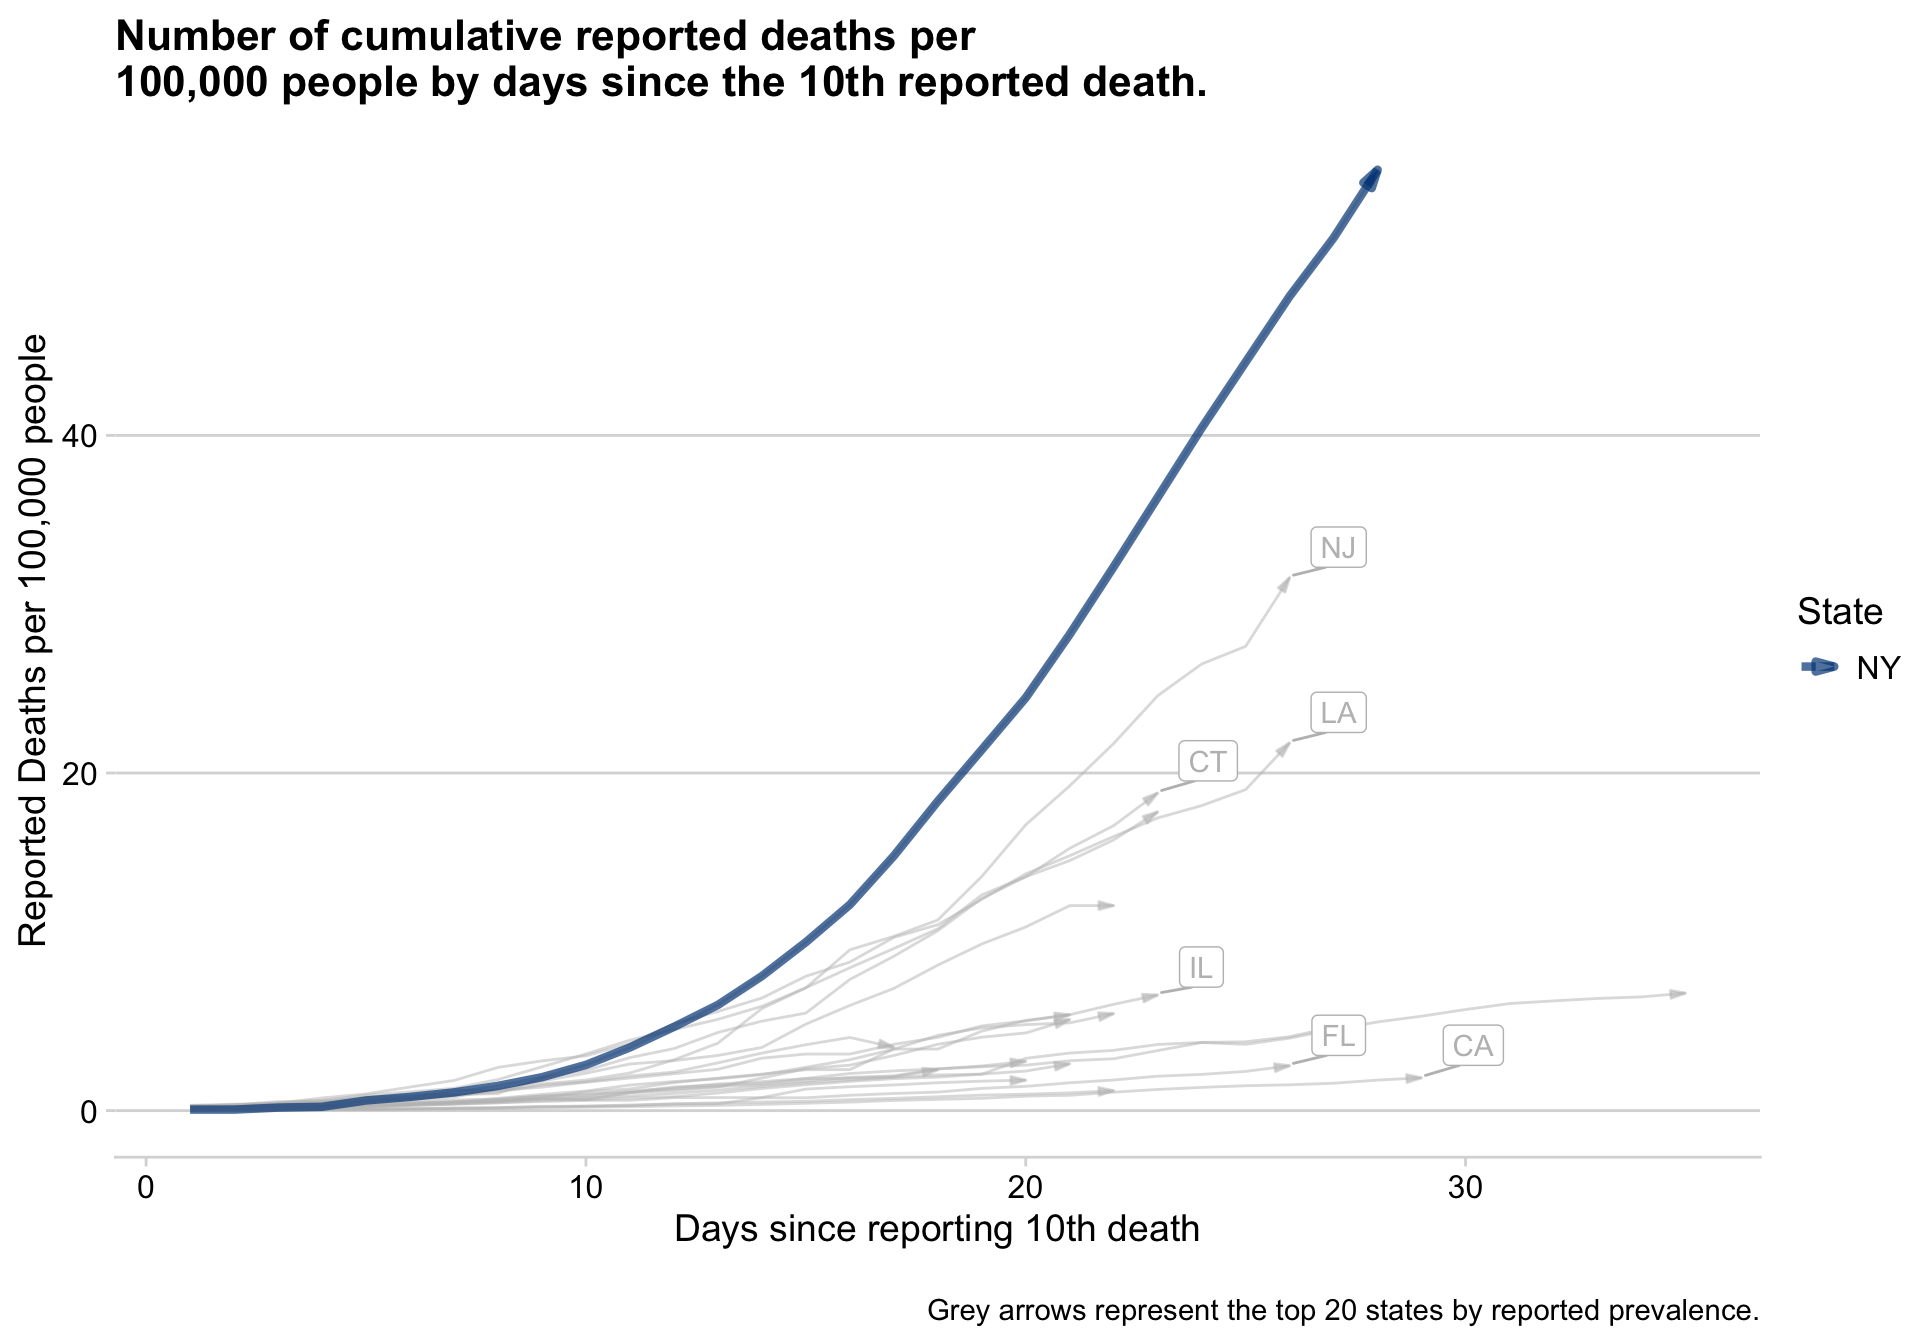 Number of cumulative reported deaths per
100,000 people by days since the 10th reported death.
Reported Deaths per 100,000 people
40
20
0
NJ
LA
CT
IL
FL
CA
State
NY
0
10
20
30
Days since reporting 10th death
Grey arrows represent the top 20 states by reported prevalence.